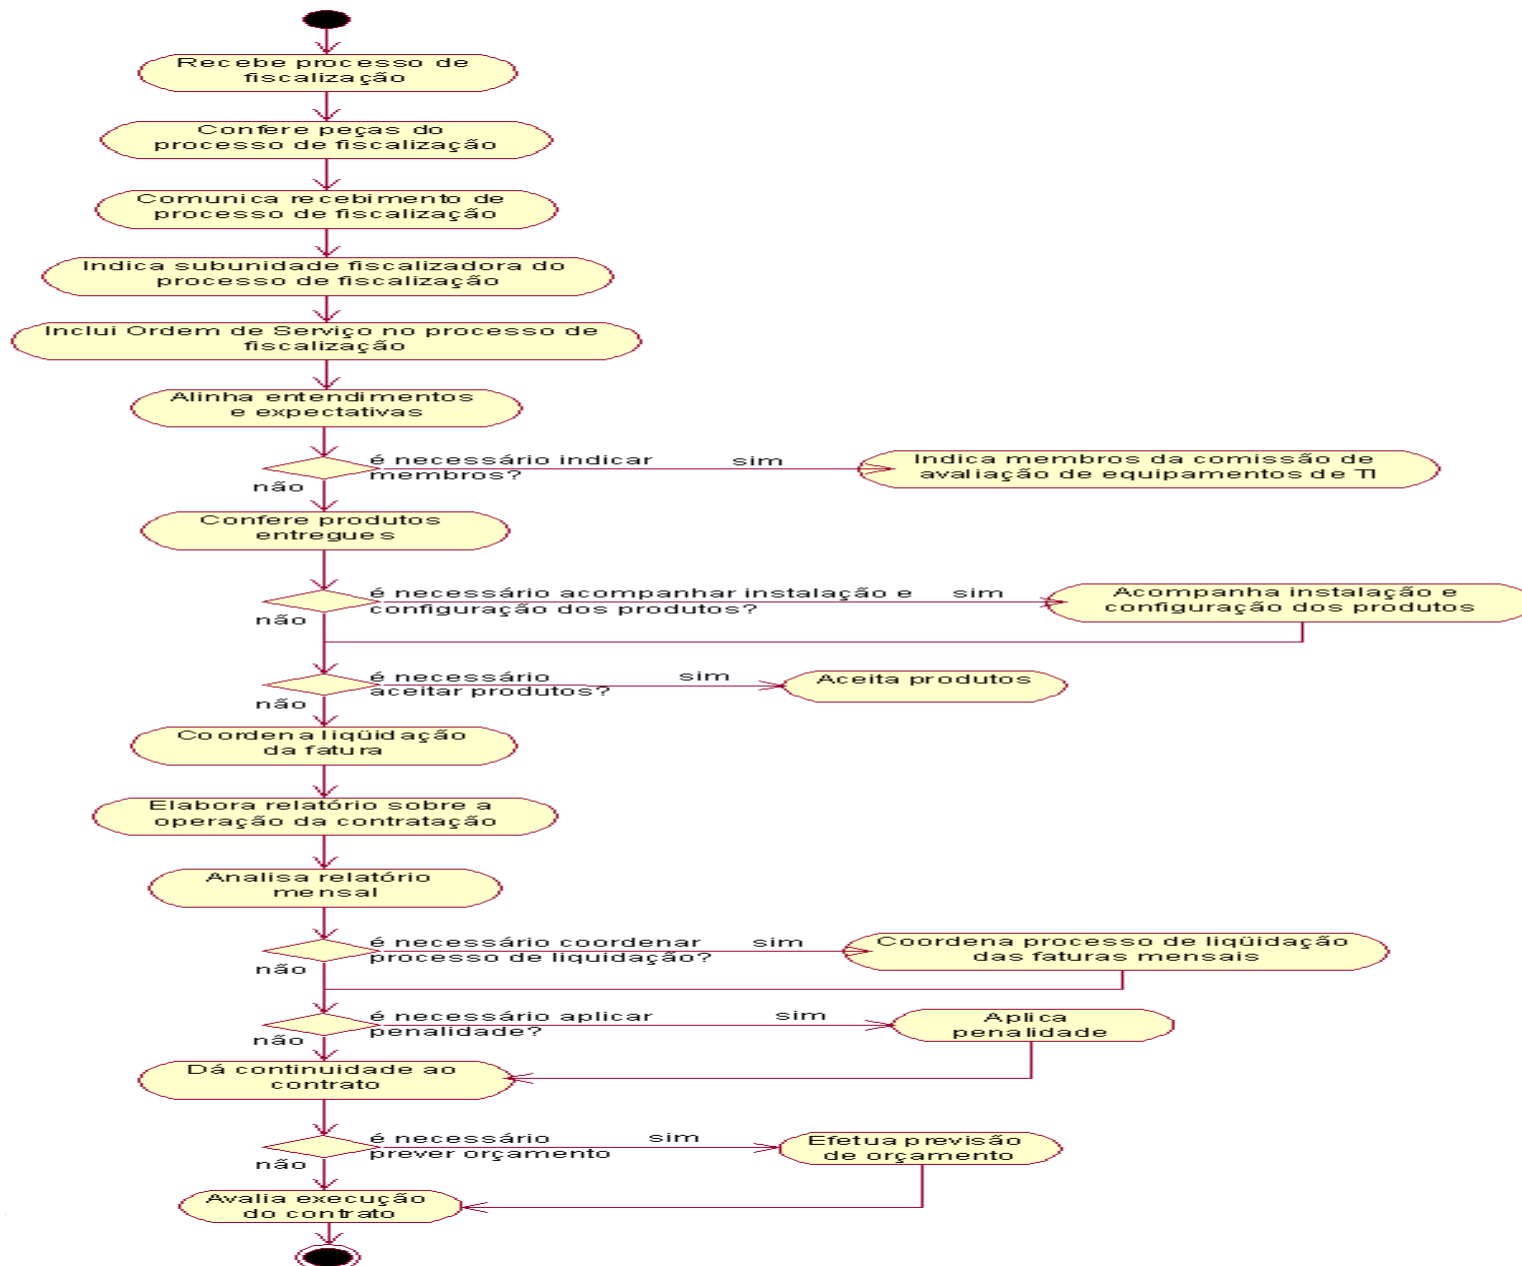 Recebe processo de
fiscalização
Confere peças do
processo de fiscalização
Comunica recebimento de
processo de fiscalização
Indica subunidade fiscalizadora do
processo de fiscalização
Inclui Ordem de Serviço no processo de
fiscalização
Alinha entendimentos
e expectativas
é necessário indicar
membros?
sim
Indica membros da comissão de
avaliação de equipamentos de TI
não
Confere produtos
entregues
é necessário acompanhar instalação e
configuração dos produtos?
sim
Acompanha instalação e
configuração dos produtos
não
é necessário
aceitar produtos?
sim
Aceita produtos
não
Coordena liqüidação
da fatura
Elabora relatório sobre a
operação da contratação
Analisa relatório
mensal
é necessário coordenar
processo de liquidação?
sim
Coordena processo de liqüidação
das faturas mensais
não
é necessário aplicar
penalidade?
sim
Aplica
penalidade
não
Dá continuidade ao
contrato
é necessário
prever orçamento
sim
Efetua previsão
de orçamento
não
Avalia execução
do contrato